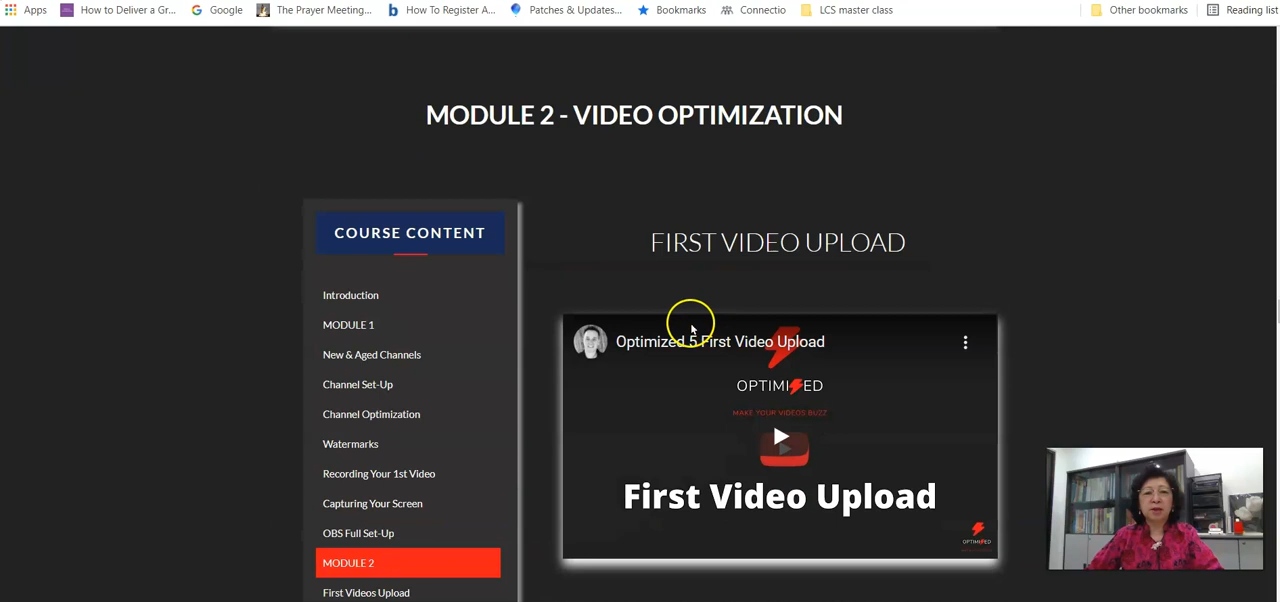 Apps How to Deliver a Gr... Google The Prayer Meeting... How To Register A... Patches & Updates... Bookmarks Connectio LCS master class Other bookmarks Reading list
MODULE 2 - VIDEO OPTIMIZATION
COURSE CONTENT
Introduction
MODULE 1
New & Aged Channels
Channel Set-Up
Channel Optimization
Watermarks
Recording Your 1st Video
Capturing Your Screen
OBS Full Set-Up
MODULE 2
First Videos Upload
FIRST VIDEO UPLOAD
Optimized 5 First Video Upload
OPTIMIZED
MAKE YOUR VIDEOS BUZZ
First Video Upload
OPTIMIZED